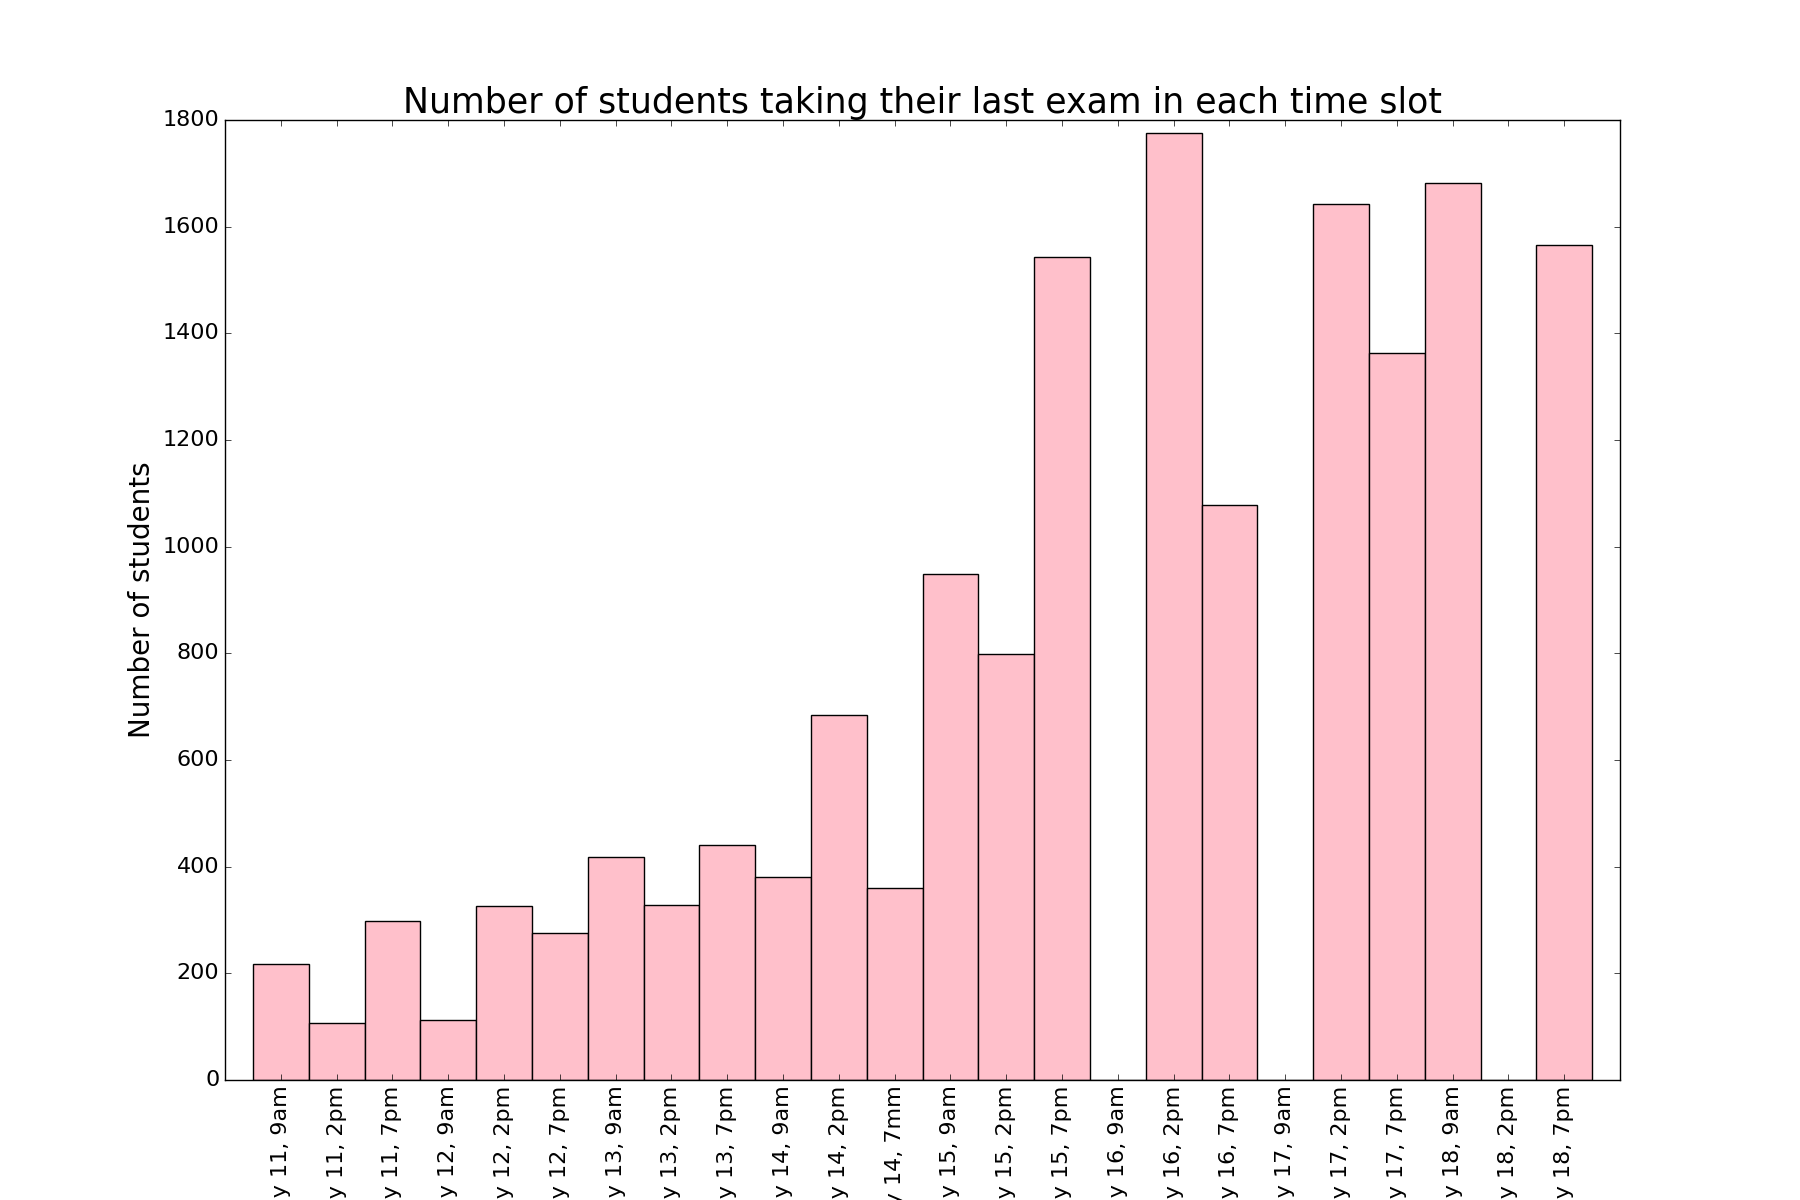 Number of students taking their last exam in each time slot
1800
1600
1400
1200
1000
800
600
400
200
0
Number of students
y 11, 9am
y 11, 2pm
y 11, 7pm
y 12, 9am
y 12, 2pm
y 12, 7pm
y 13, 9am
y 13, 2pm
y 13, 7pm
y 14, 9am
y 14, 2pm
y 14, 7mm
y 15, 9am
y 15, 2pm
y 15, 7pm
y 16, 9am
y 16, 2pm
y 16, 7pm
y 17, 9am
y 17, 2pm
y 17, 7pm
y 18, 9am
y 18, 2pm
y 18, 7pm